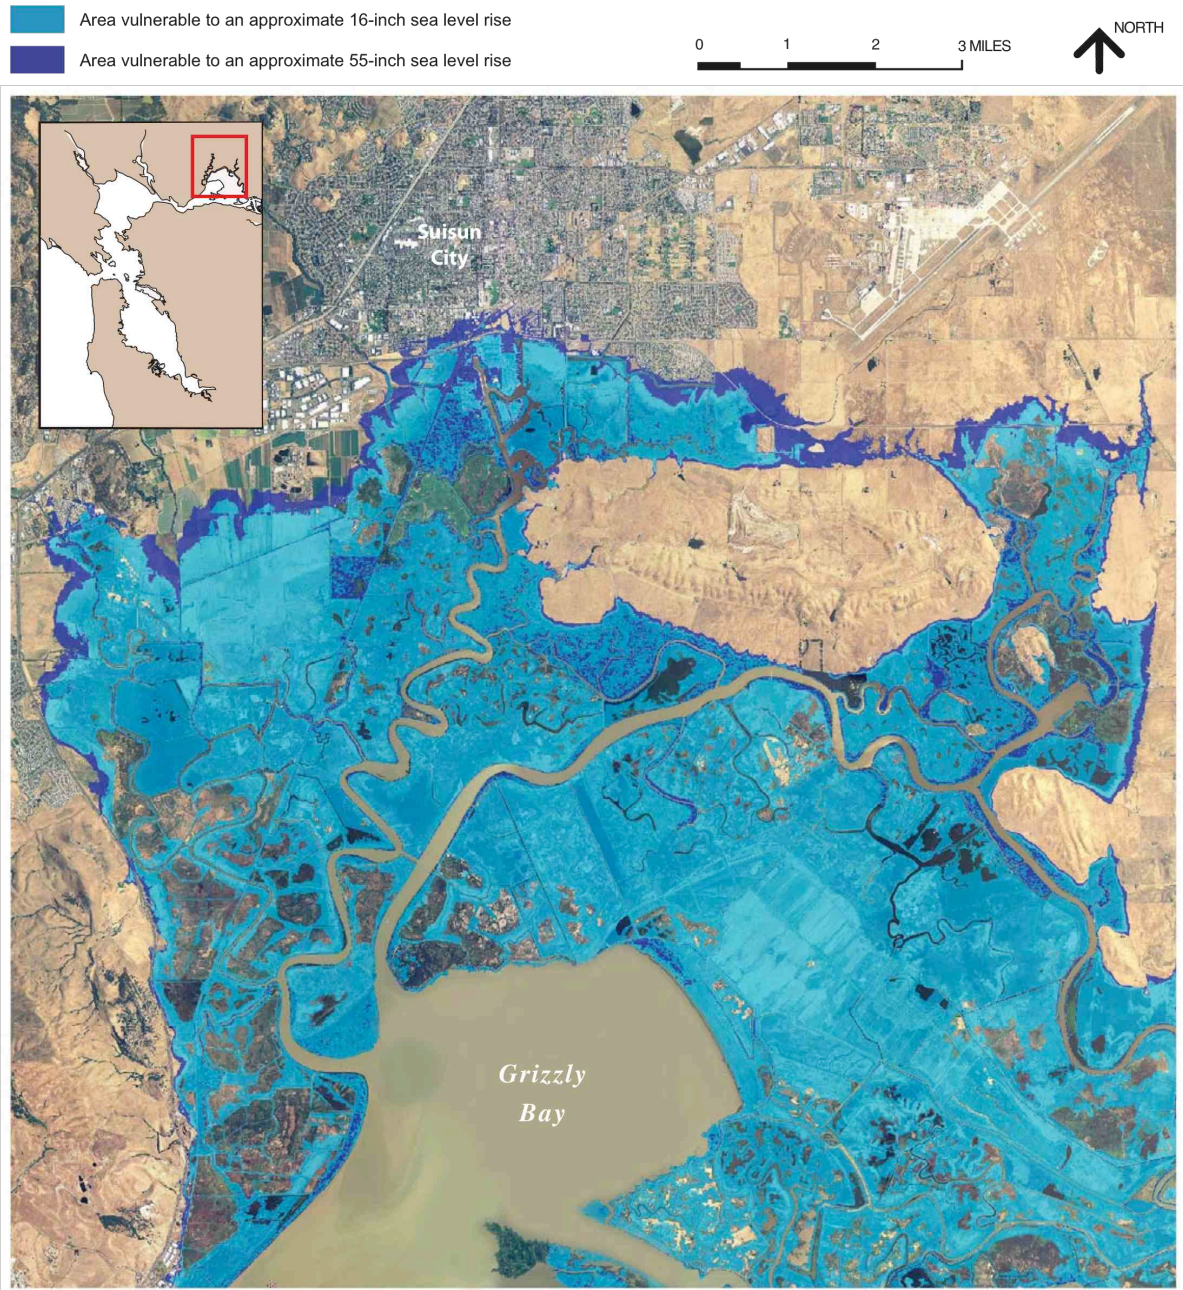 Area vulnerable to an approximate 16-inch sea level rise
Area vulnerable to an approximate 55-inch sea level rise
0 1 2 3 MILES
NORTH
Suisun
City
Grizzly
Bay